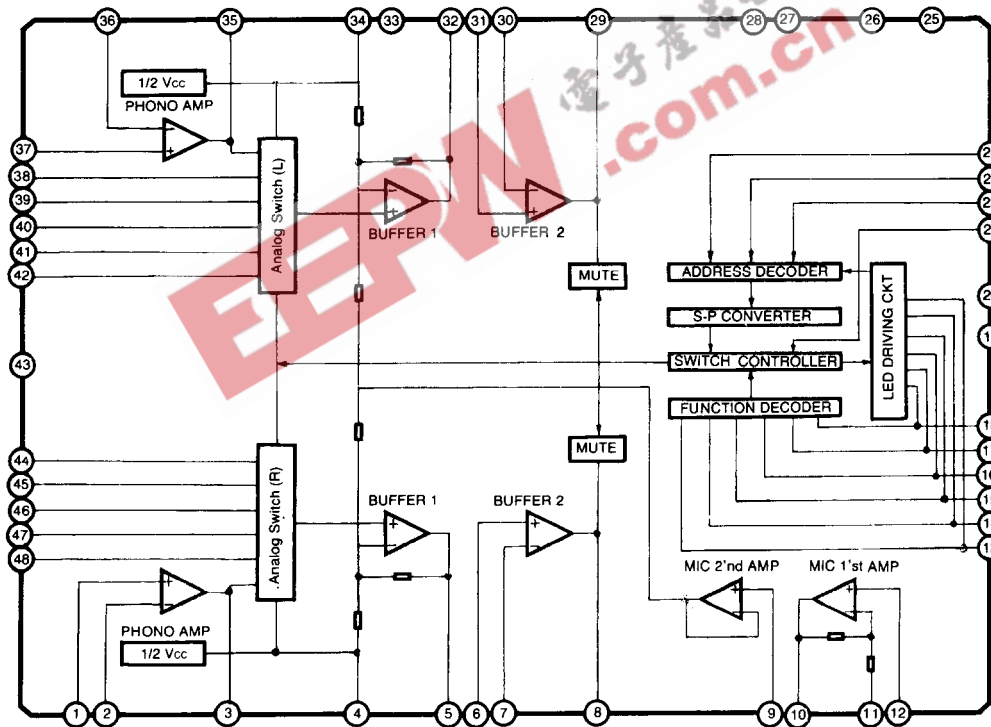 36 35 34 33 32 31 30 29 28 27 26 25
電子產品
.com.cn
EEPW
1/2 Vcc
PHONO AMP
37
38
39
40
41
42
43
44
45
46
47
48
Analog Switch (L)
BUFFER 1
BUFFER 2
MUTE
ADDRESS DECODER
S-P CONVERTER
SWITCH CONTROLLER
FUNCTION DECODER
LED DRIVING CKT
MUTE
Analog Switch (R)
BUFFER 1
BUFFER 2
MIC 2'nd AMP
MIC 1'st AMP
PHONO AMP
1/2 Vcc
16
1 2 3 4 5 6 7 8 9 10 11 12